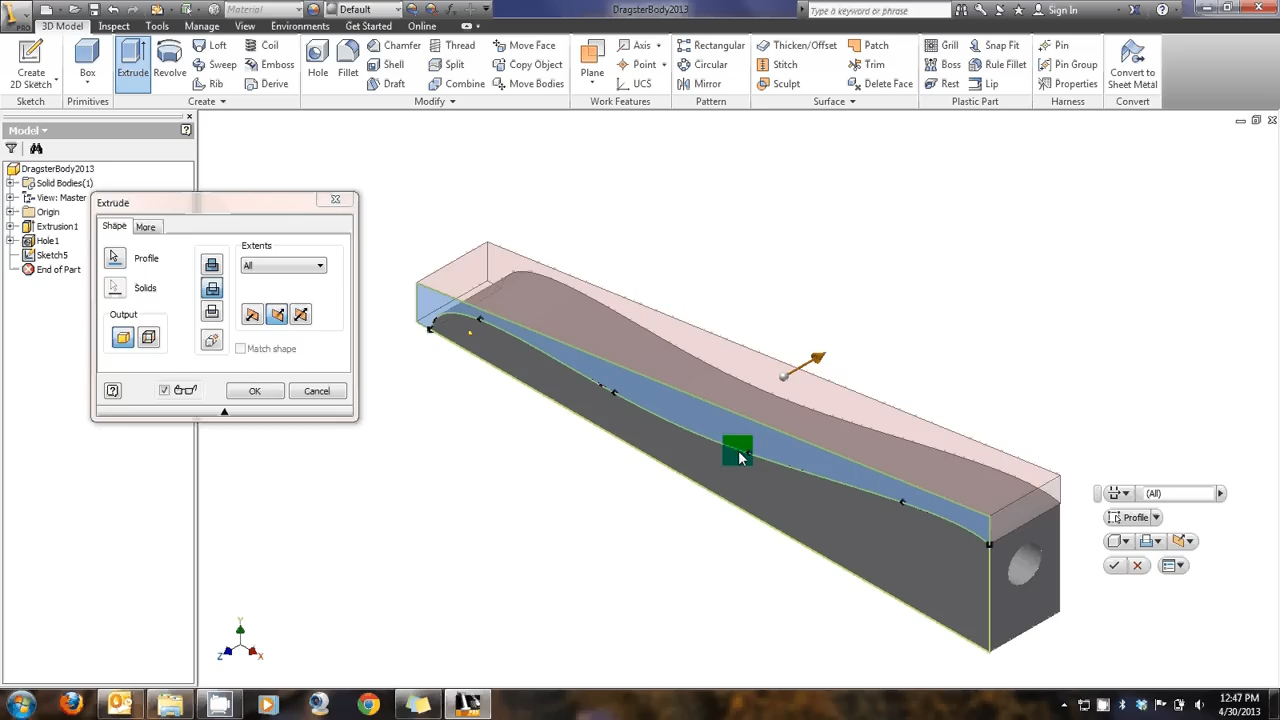 Material
Default
DragsterBody2013
Type a keyword or phrase
Sign In
PRO
3D Model
Inspect
Tools
Manage
View
Environments
Get Started
Online
Create 2D Sketch
Box
Extrude
Revolve
Loft
Sweep
Rib
Coil
Emboss
Derive
Hole
Fillet
Chamfer
Shell
Draft
Thread
Split
Combine
Move Face
Copy Object
Move Bodies
Plane
Axis
Point
UCS
Rectangular
Circular
Mirror
Thicken/Offset
Stitch
Sculpt
Patch
Trim
Delete Face
Grill
Boss
Rest
Snap Fit
Rule Fillet
Lip
Pin
Pin Group
Properties
Convert to Sheet Metal
Sketch
Primitives
Create
Modify
Work Features
Pattern
Surface
Plastic Part
Harness
Convert
Model
DragsterBody2013
Solid Bodies(1)
View: Master
Origin
Extrusion1
Hole1
Sketch5
End of Part
Extrude
Shape
More
Profile
Solids
Output
Extents
All
Match shape
OK
Cancel
(All)
Profile
Y
Z
X
12:47 PM
4/30/2013